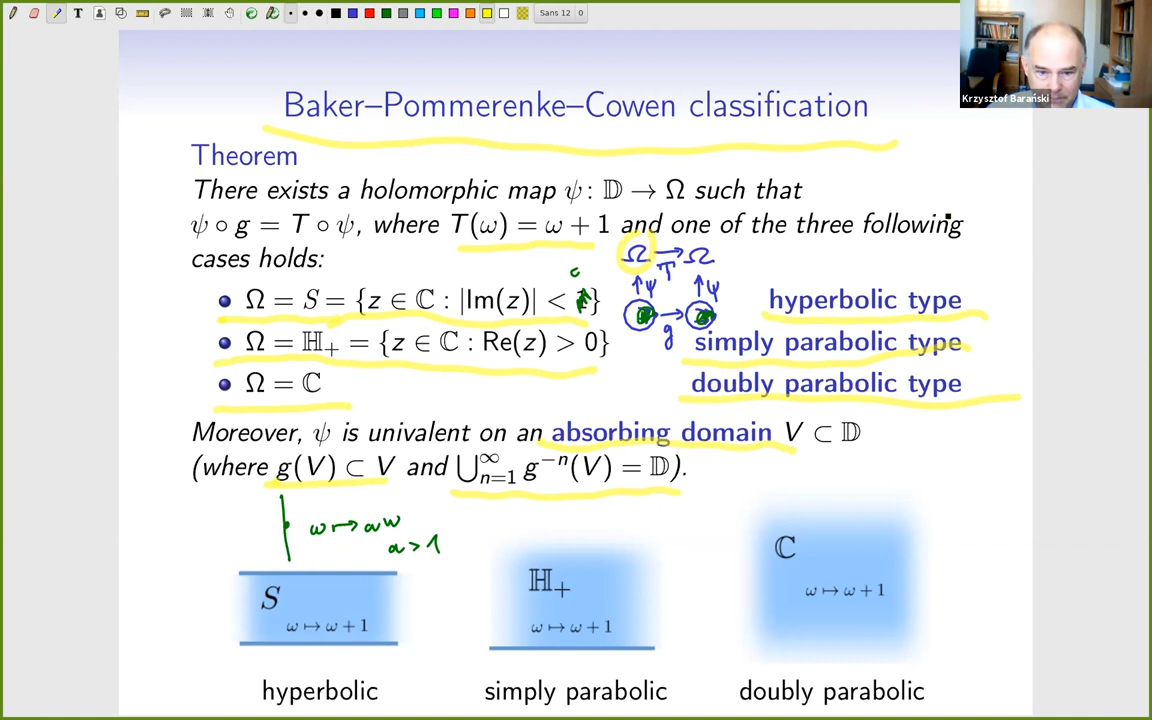 Sans 12 0
Krzysztof Barański
Baker–Pommerenke–Cowen classification
Theorem
There exists a holomorphic map ψ: 𝔻 → Ω such that
ψ ∘ g = T ∘ ψ, where T(ω) = ω + 1 and one of the three following
cases holds:
Ω → Ω
T
c
↑ψ ↑ψ
g
Ω = S = {z ∈ ℂ : |Im(z)| < } hyperbolic type
Ω = ℍ₊ = {z ∈ ℂ : Re(z) > 0} simply parabolic type
Ω = ℂ doubly parabolic type
Moreover, ψ is univalent on an absorbing domain V ⊂ 𝔻
(where g(V) ⊂ V and ⋃_{n=1}^{∞} g^{−n}(V) = 𝔻).
ω ↦ aω
a > 1
S
ω ↦ ω + 1
ℍ₊
ω ↦ ω + 1
ℂ
ω ↦ ω + 1
hyperbolic
simply parabolic
doubly parabolic